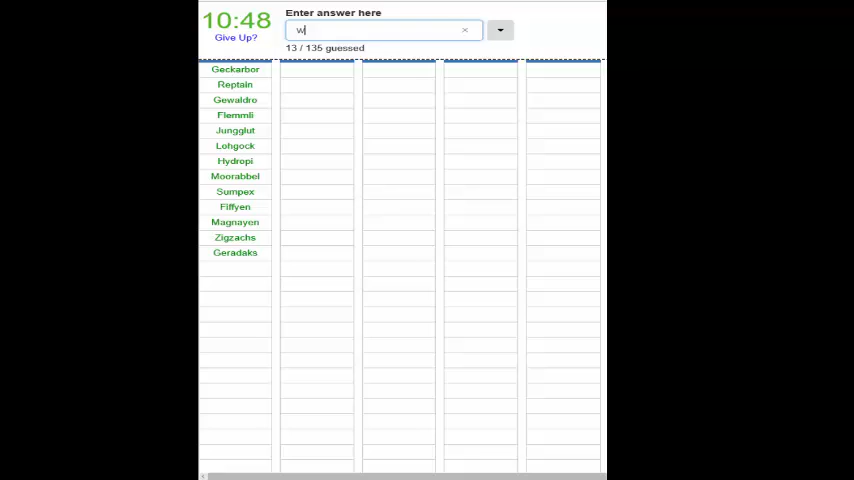 10:48
Give Up?
Enter answer here
w
13 / 135 guessed
Geckarbor
Reptain
Gewaldro
Flemmli
Jungglut
Lohgock
Hydropi
Moorabbel
Sumpex
Fiffyen
Magnayen
Zigzachs
Geradaks